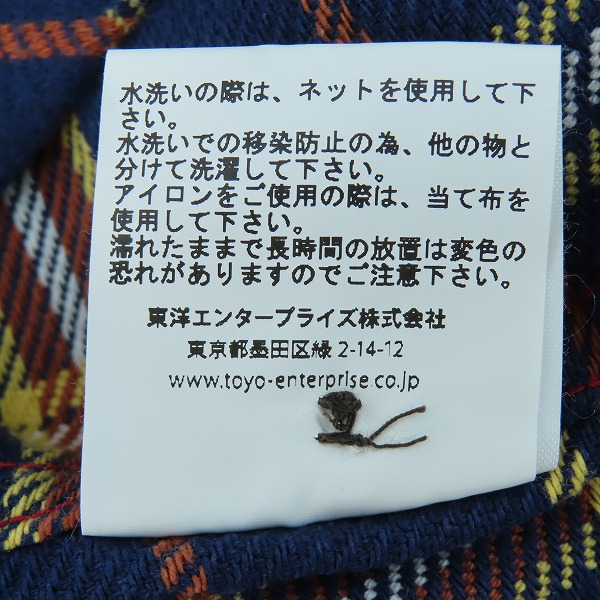 水洗いの際は、ネットを使用して下
さい。
水洗いでの移染防止の為、他の物と
分けて洗濯して下さい。
アイロンをご使用の際は、当て布を
使用して下さい。
濡れたままで長時間の放置は変色の
恐れがありますのでご注意下さい。
東洋エンタープライズ株式会社
東京都墨田区緑 2-14-12
www.toyo-enterprise.co.jp